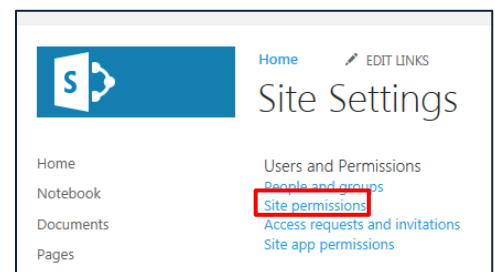 S
Home EDIT LINKS
Site Settings
Home
Notebook
Documents
Pages
Users and Permissions
People and groups
Site permissions
Access requests and invitations
Site app permissions